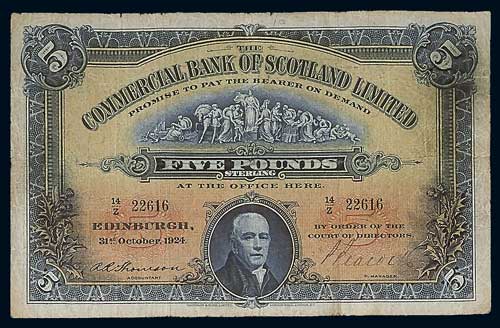 5 THE 5
COMMERCIAL BANK OF SCOTLAND LIMITED
PROMISE TO PAY THE BEARER ON DEMAND
FIVE POUNDS
STERLING
AT THE OFFICE HERE.
14/Z 22616 14/Z 22616
EDINBURGH, BY ORDER OF THE
31st October, 1924. COURT OF DIRECTORS.
ACCOUNTANT MANAGER
5 5